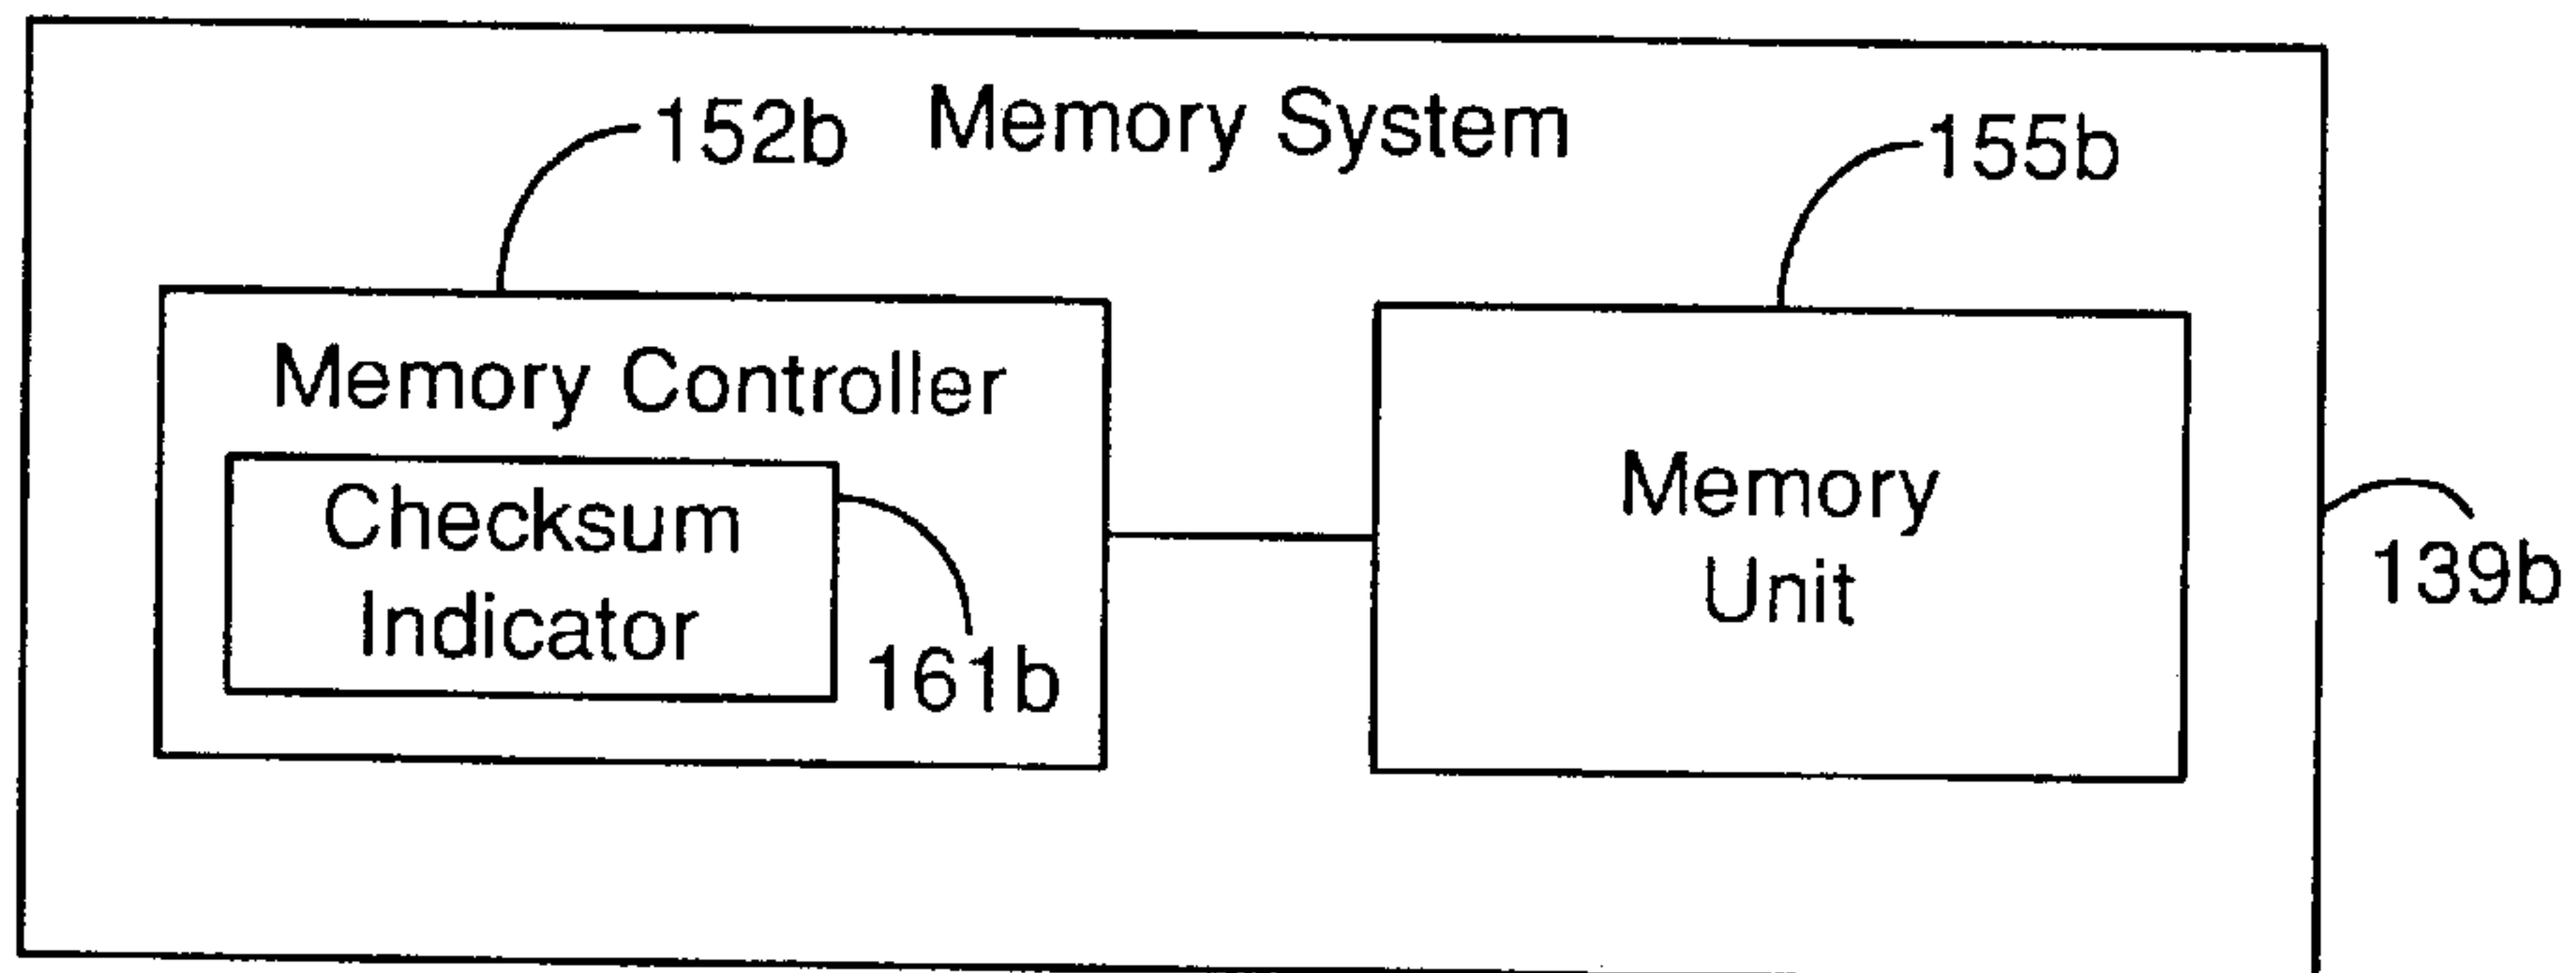 152b
Memory System
155b
Memory Controller
Checksum
Indicator
161b
Memory
Unit
139b